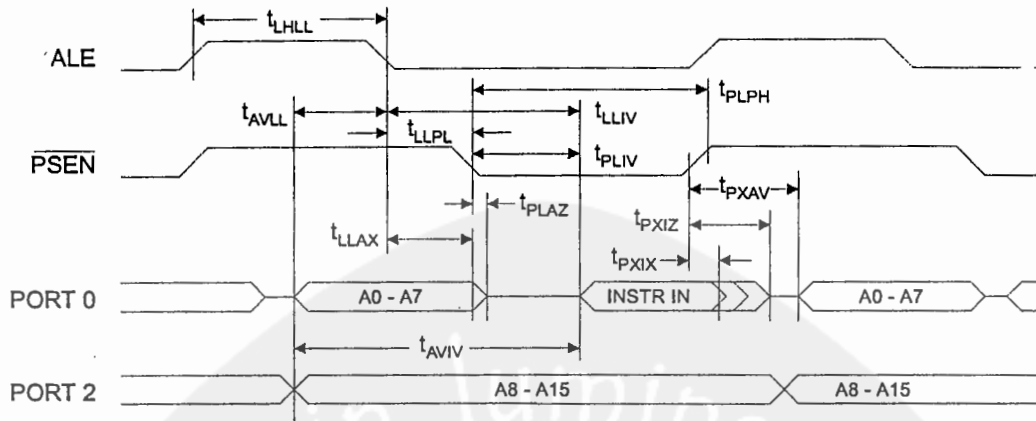 tLHLL
ALE
tPLPH
tAVLL
tLLIV
tLLPL
PSEN
tPLIV
tPXAV
tPLAZ
tPXIZ
tLLAX
tPXIX
PORT 0
A0 - A7
INSTR IN
A0 - A7
tAVIV
PORT 2
A8 - A15
A8 - A15